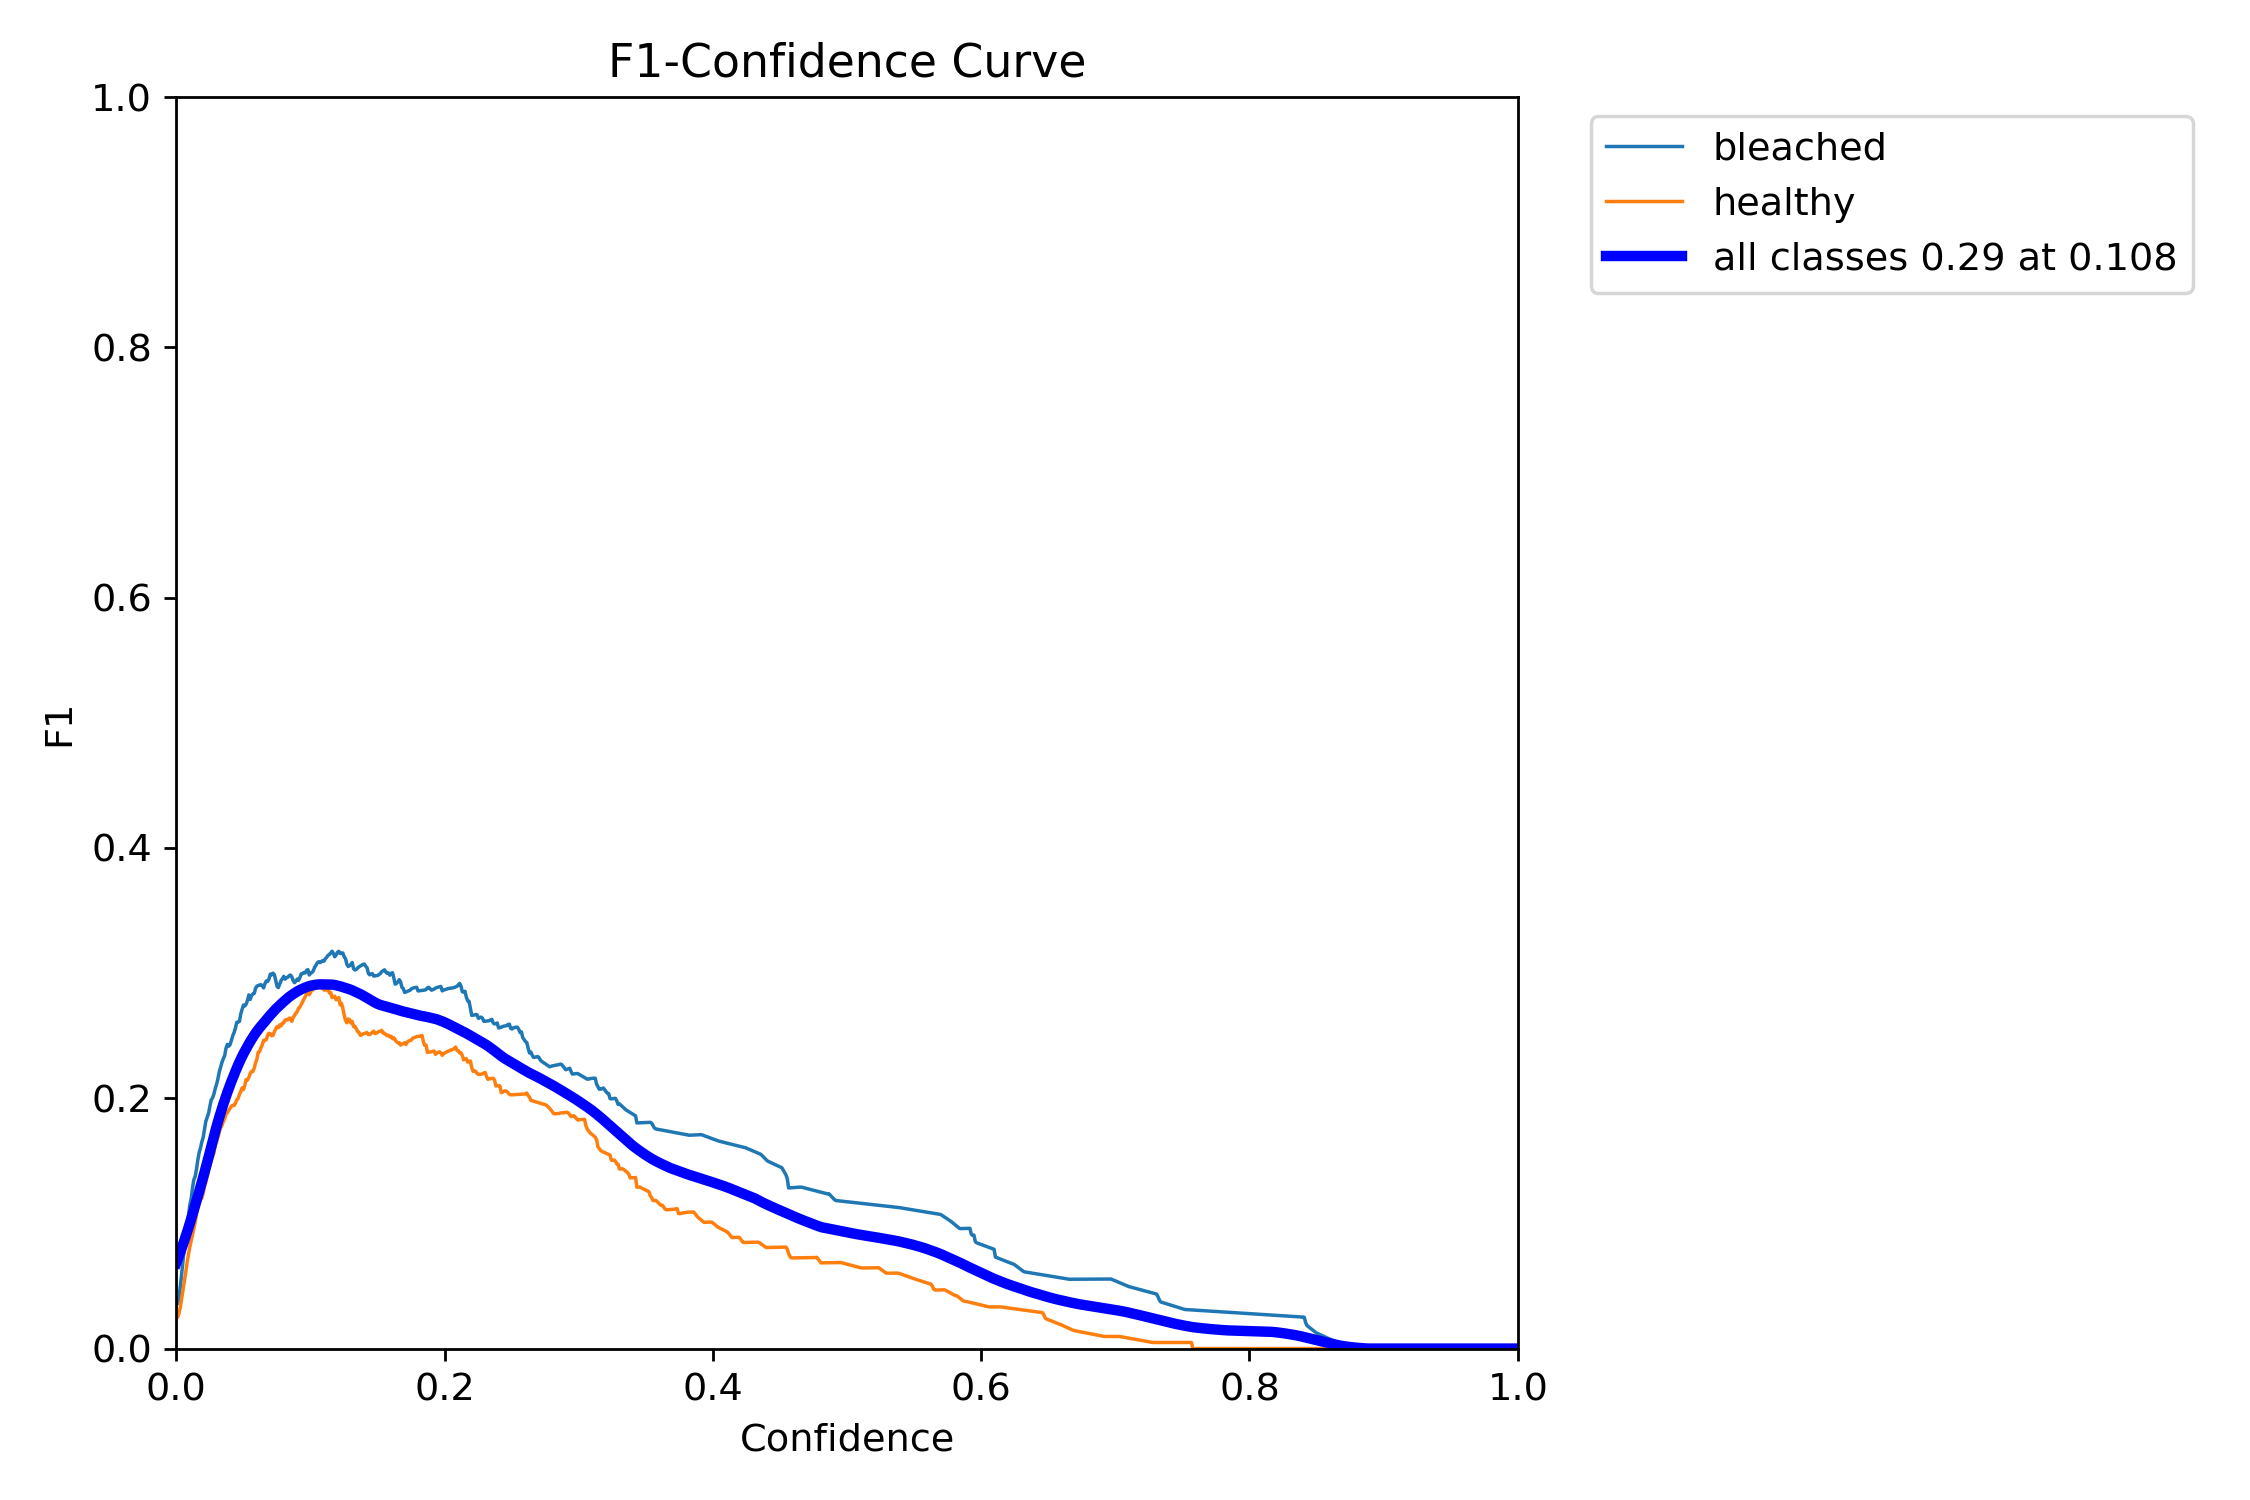 F1-Confidence Curve
bleached
healthy
all classes 0.29 at 0.108
1.0
0.8
0.6
0.4
0.2
0.0
F1
0.0 0.2 0.4 0.6 0.8 1.0
Confidence